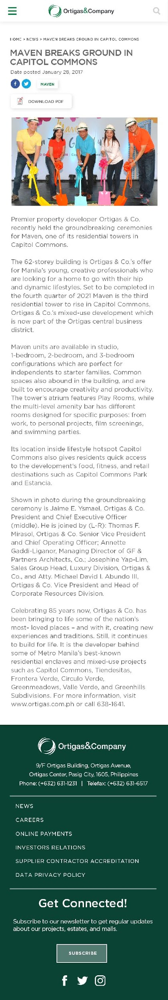 Ortigas&Company
HOME > NEWS > MAVEN BREAKS GROUND IN CAPITOL COMMONS
MAVEN BREAKS GROUND IN
CAPITOL COMMONS
Date posted January 28, 2017
MAVEN
DOWNLOAD PDF
Maven
Premier property developer Ortigas & Co.
recently held the groundbreaking ceremonies
for Maven, one of its residential towers in
Capitol Commons.
The 62-storey building is Ortigas & Co.'s offer
for Manila's young, creative professionals who
are looking for a home to go with their hip
and dynamic lifestyles. Set to be completed in
the fourth quarter of 2021 Maven is the third
residential tower to rise in Capitol Commons,
Ortigas & Co.'s mixed-use development which
is now part of the Ortigas central business
district.
Maven units are available in studio,
1-bedroom, 2-bedroom, and 3-bedroom
configurations which are perfect for
independents to starter families. Common
spaces also abound in the building, and are
built to encourage creativity and productivity.
The tower's atrium features Play Rooms, while
the multi-level amenity bar has different
rooms designed for specific purposes: from
work, to personal projects, film screenings,
and swimming parties.
Its location inside lifestyle hotspot Capitol
Commons also gives residents quick access
to the development's food, fitness, and retail
destinations such as Capitol Commons Park
and Estancia.
Shown in photo during the groundbreaking
ceremony is Jaime E. Ysmael, Ortigas & Co.
President and Chief Executive Officer
(middle). He is joined by (L-R): Thomas F.
Mirasol, Ortigas & Co. Senior Vice President
and Chief Operating Officer; Annette
Gaddi-Liganor, Managing Director of GF &
Partners Architects, Co.; Josephine Yap-Lim,
Sales Group Head, Luxury Division, Ortigas &
Co., and Atty. Michael David I. Abundo III,
Ortigas & Co. Vice President and Head of
Corporate Resources Division.
Celebrating 85 years now, Ortigas & Co. has
been bringing to life some of the nation's
most- loved places – and with it, creating new
experiences and traditions. Still, it continues
to build for life. It is the developer behind
some of Metro Manila's best-known
residential enclaves and mixed-use projects
such as Capitol Commons, Tiendesitas,
Frontera Verde, Circulo Verde,
Greenmeadows, Valle Verde, and Greenhills
Subdivisions. For more information, visit
www.ortigas.com.ph or call 638-1641.
Ortigas&Company
9/F Ortigas Building, Ortigas Avenue,
Ortigas Center, Pasig City, 1605, Philippines
Phone: (+632) 631-1231 | Telefax: (+632) 631-6517
NEWS
CAREERS
ONLINE PAYMENTS
INVESTORS RELATIONS
SUPPLIER CONTRACTOR ACCREDITATION
DATA PRIVACY POLICY
Get Connected!
Subscribe to our newsletter to get regular updates
about our projects, estates, and malls.
SUBSCRIBE